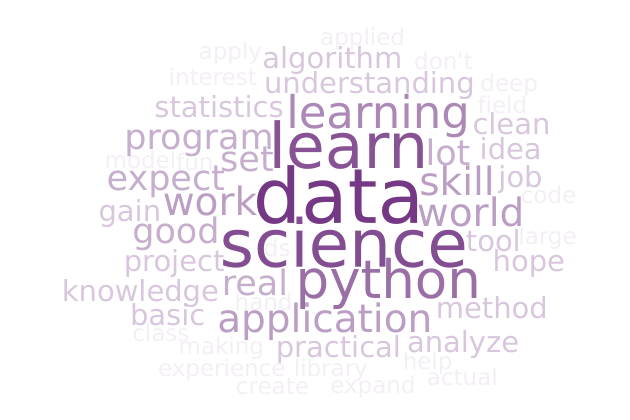 applied
apply algorithm don't
interest understanding deep
statistics learning field
program learn clean
model fun set lot idea
expect data skill job
work world code
gain
good science tool large
ds
project python hope
real
knowledge hand
basic application method
class
making practical analyze
experience library help
create expand actual